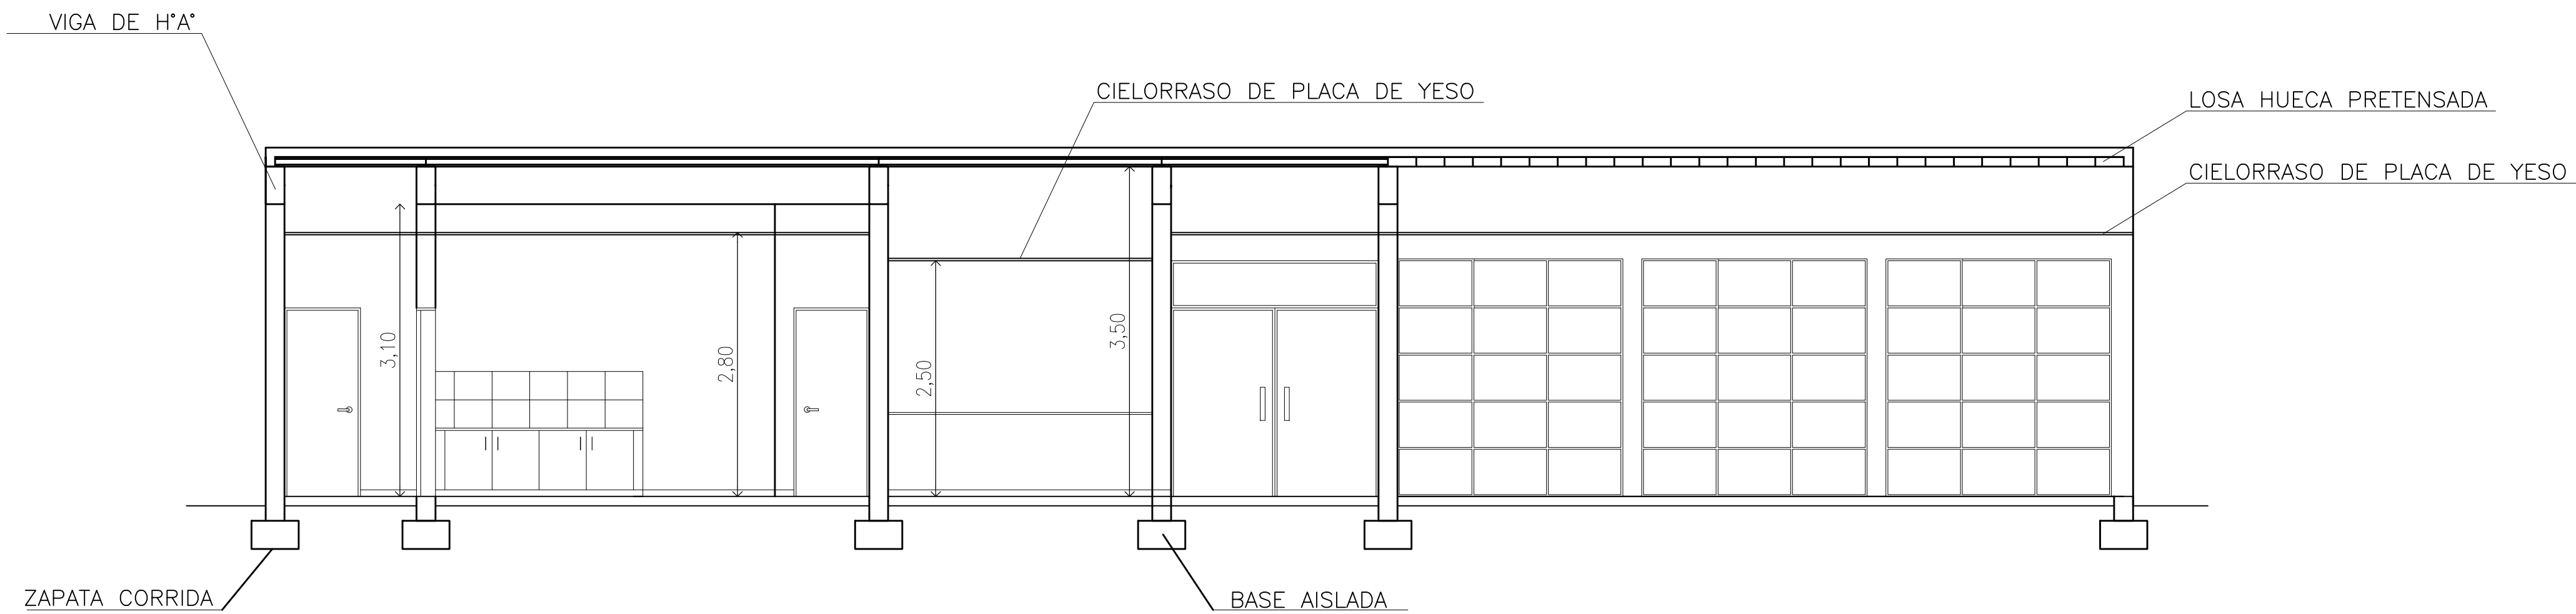 VIGA DE H°A°
CIELORRASO DE PLACA DE YESO
LOSA HUECA PRETENSADA
CIELORRASO DE PLACA DE YESO
3,10
2,80
2,50
3,50
ZAPATA CORRIDA
BASE AISLADA